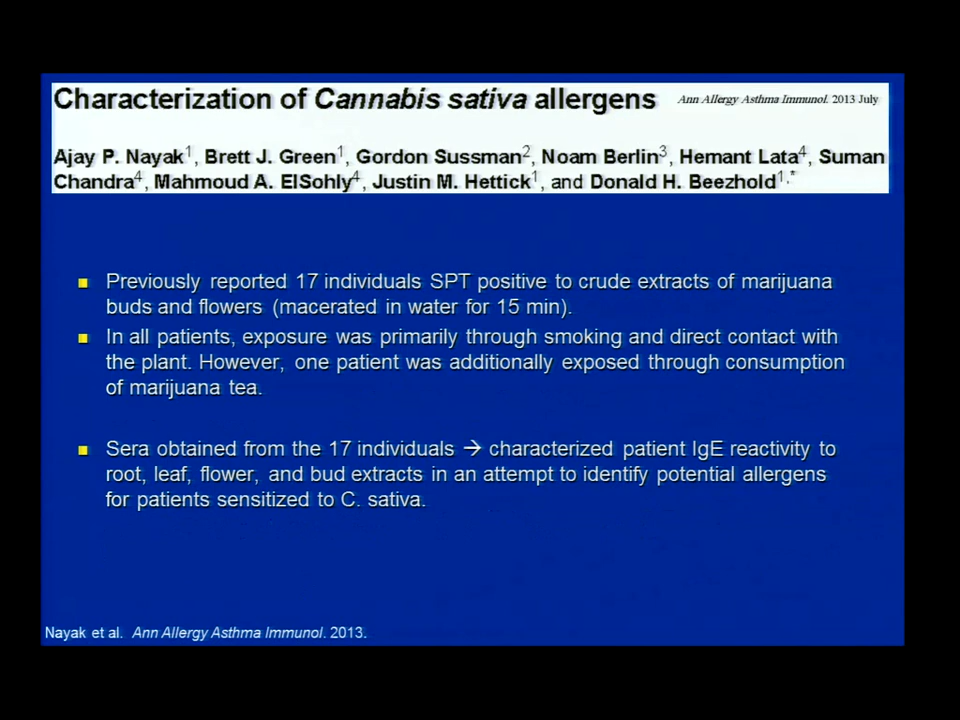 Characterization of Cannabis sativa allergens Ann Allergy Asthma Immunol. 2013 July
Ajay P. Nayak1, Brett J. Green1, Gordon Sussman2, Noam Berlin3, Hemant Lata4, Suman
Chandra4, Mahmoud A. ElSohly4, Justin M. Hettick1, and Donald H. Beezhold1,*
Previously reported 17 individuals SPT positive to crude extracts of marijuana
buds and flowers (macerated in water for 15 min).
In all patients, exposure was primarily through smoking and direct contact with
the plant. However, one patient was additionally exposed through consumption
of marijuana tea.
Sera obtained from the 17 individuals → characterized patient IgE reactivity to
root, leaf, flower, and bud extracts in an attempt to identify potential allergens
for patients sensitized to C. sativa.
Nayak et al. Ann Allergy Asthma Immunol. 2013.